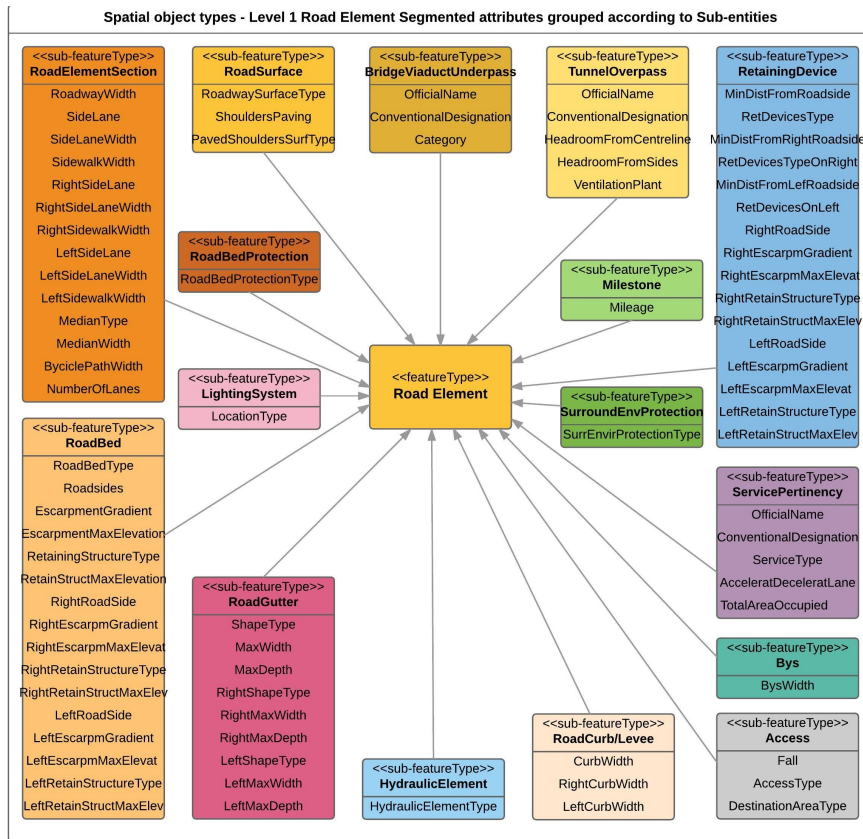 Spatial object types - Level 1 Road Element Segmented attributes grouped according to Sub-entities
<<sub-featureType>>
RoadElementSection
RoadwayWidth
SideLane
SideLaneWidth
SidewalkWidth
RightSideLane
RightSideLaneWidth
RightSidewalkWidth
LeftSideLane
LeftSideLaneWidth
LeftSidewalkWidth
MedianType
MedianWidth
ByciclePathWidth
NumberOfLanes
<<sub-featureType>>
RoadSurface
RoadwaySurfaceType
ShouldersPaving
PavedShouldersSurfType
<<sub-featureType>>
BridgeViaductUnderpass
OfficialName
ConventionalDesignation
Category
<<sub-featureType>>
TunnelOverpass
OfficialName
ConventionalDesignation
HeadroomFromCentreline
HeadroomFromSides
VentilationPlant
<<sub-featureType>>
RetainingDevice
MinDistFromRoadside
RetDevicesType
MinDistFromRightRoadside
RetDevicesTypeOnRight
MinDistFromLefRoadside
RetDevicesOnLeft
RightRoadSide
RightEscarpmGradient
RightEscarpmMaxElevat
RightRetainStructureType
RightRetainStructMaxElev
LeftRoadSide
LeftEscarpmGradient
LeftEscarpmMaxElevat
LeftRetainStructureType
LeftRetainStructMaxElev
<<sub-featureType>>
RoadBedProtection
RoadBedProtectionType
<<sub-featureType>>
Milestone
Mileage
<<featureType>>
Road Element
<<sub-featureType>>
LightingSystem
LocationType
<<sub-featureType>>
SurroundEnvProtection
SurrEnvirProtectionType
<<sub-featureType>>
RoadBed
RoadBedType
Roadsides
EscarpmentGradient
EscarpmentMaxElevation
RetainingStructureType
RetainStructMaxElevation
RightRoadSide
RightEscarpmGradient
RightEscarpmMaxElevat
RightRetainStructureType
RightRetainStructMaxElev
LeftRoadSide
LeftEscarpmGradient
LeftEscarpmMaxElevat
LeftRetainStructureType
LeftRetainStructMaxElev
<<sub-featureType>>
RoadGutter
ShapeType
MaxWidth
MaxDepth
RightShapeType
RightMaxWidth
RightMaxDepth
LeftShapeType
LeftMaxWidth
LeftMaxDepth
<<sub-featureType>>
HydraulicElement
HydraulicElementType
<<sub-featureType>>
RoadCurb/Levee
CurbWidth
RightCurbWidth
LeftCurbWidth
<<sub-featureType>>
ServicePertinency
OfficialName
ConventionalDesignation
ServiceType
AcceleratDeceleratLane
TotalAreaOccupied
<<sub-featureType>>
Bys
BysWidth
<<sub-featureType>>
Access
Fall
AccessType
DestinationAreaType